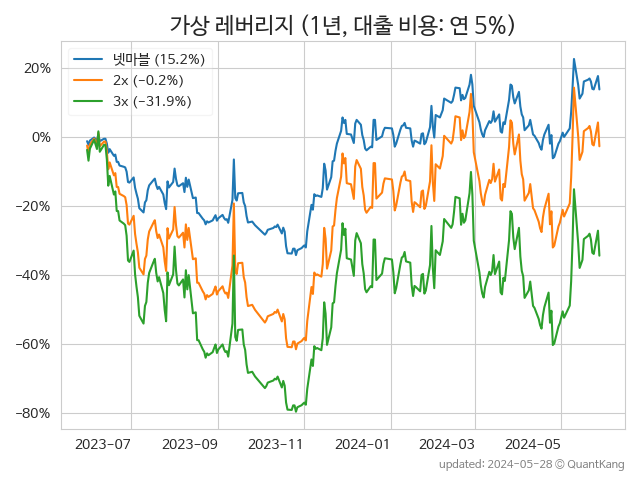 가상 레버리지 (1년, 대출 비용: 연 5%)
넷마블 (15.2%)
2x (−0.2%)
3x (−31.9%)
20%
0%
−20%
−40%
−60%
−80%
2023−07 2023−09 2023−11 2024−01 2024−03 2024−05
updated: 2024−05−28 © QuantKang